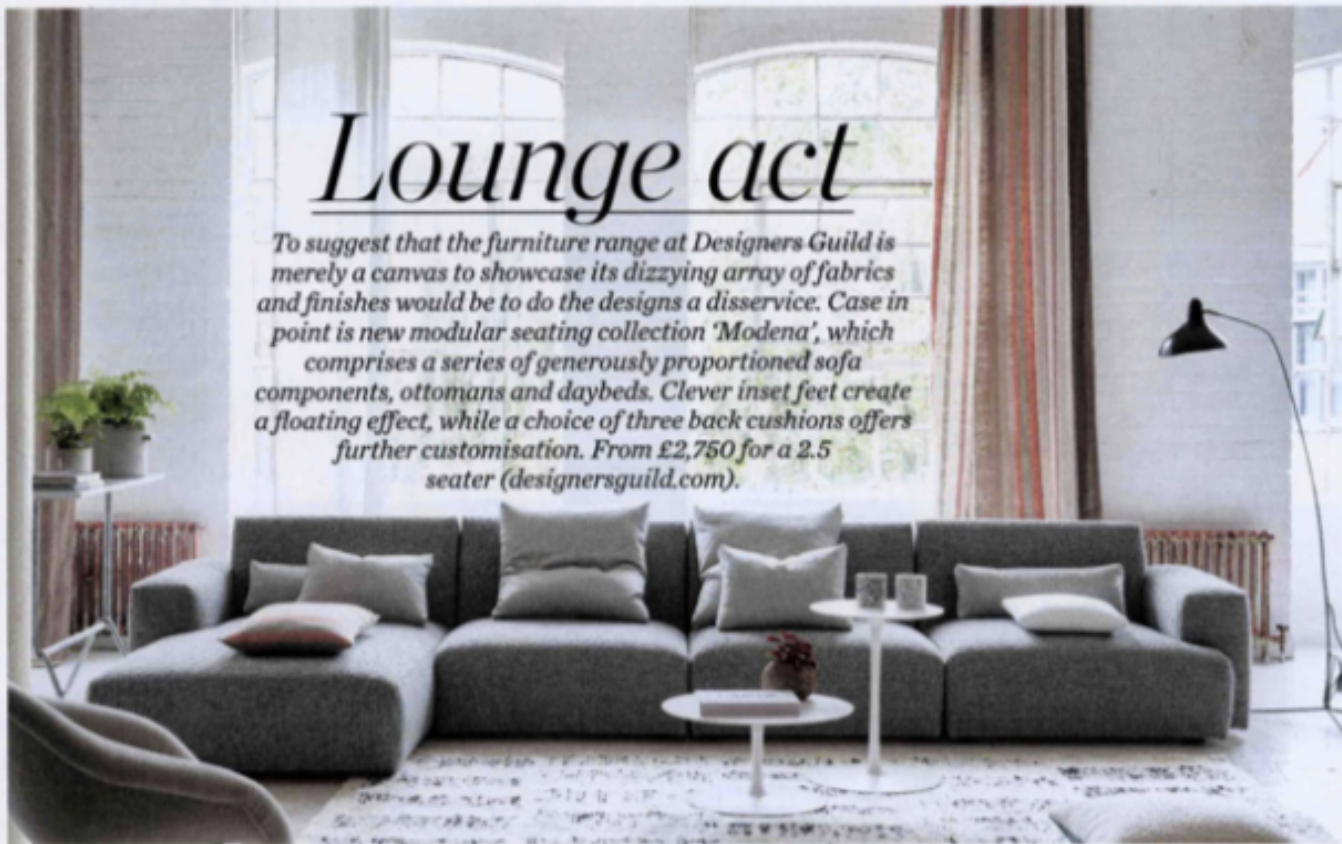 Lounge act
To suggest that the furniture range at Designers Guild is
merely a canvas to showcase its dizzying array of fabrics
and finishes would be to do the designs a disservice. Case in
point is new modular seating collection ‘Modena’, which
comprises a series of generously proportioned sofa
components, ottomans and daybeds. Clever inset feet create
a floating effect, while a choice of three back cushions offers
further customisation. From £2,750 for a 2.5
seater (designersguild.com).